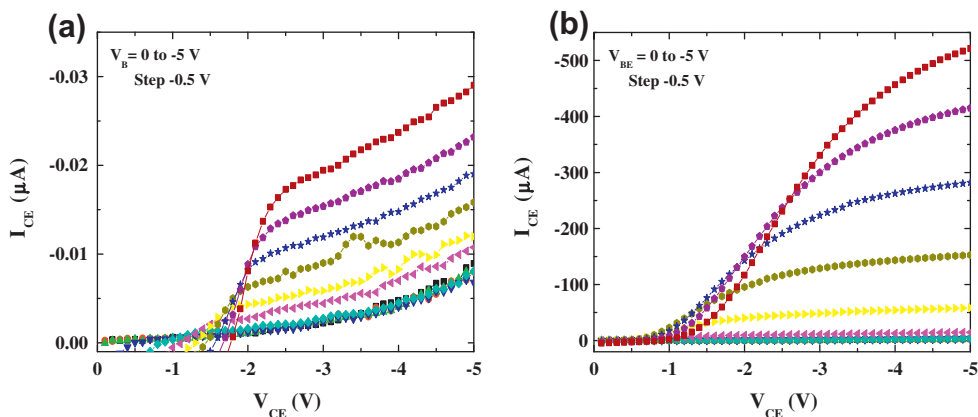 (a)
V_B = 0 to -5 V
Step -0.5 V
-0.03
-0.02
-0.01
0.00
I_CE (µA)
0 -1 -2 -3 -4 -5
V_CE (V)
(b)
V_BE = 0 to -5 V
Step -0.5 V
-500
-400
-300
-200
-100
0
I_CE (µA)
0 -1 -2 -3 -4 -5
V_CE (V)